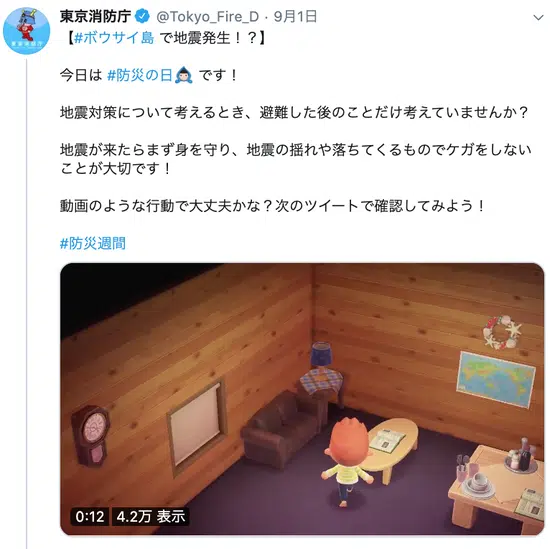 東京消防庁 @Tokyo_Fire_D・9月1日
【#ボウサイ島 で地震発生！？】
今日は #防災の日 です！
地震対策について考えるとき、避難した後のことだけ考えていませんか？
地震が来たらまず身を守り、地震の揺れや落ちてくるものでケガをしない
ことが大切です！
動画のような行動で大丈夫かな？次のツイートで確認してみよう！
#防災週間
0:12 4.2万 表示